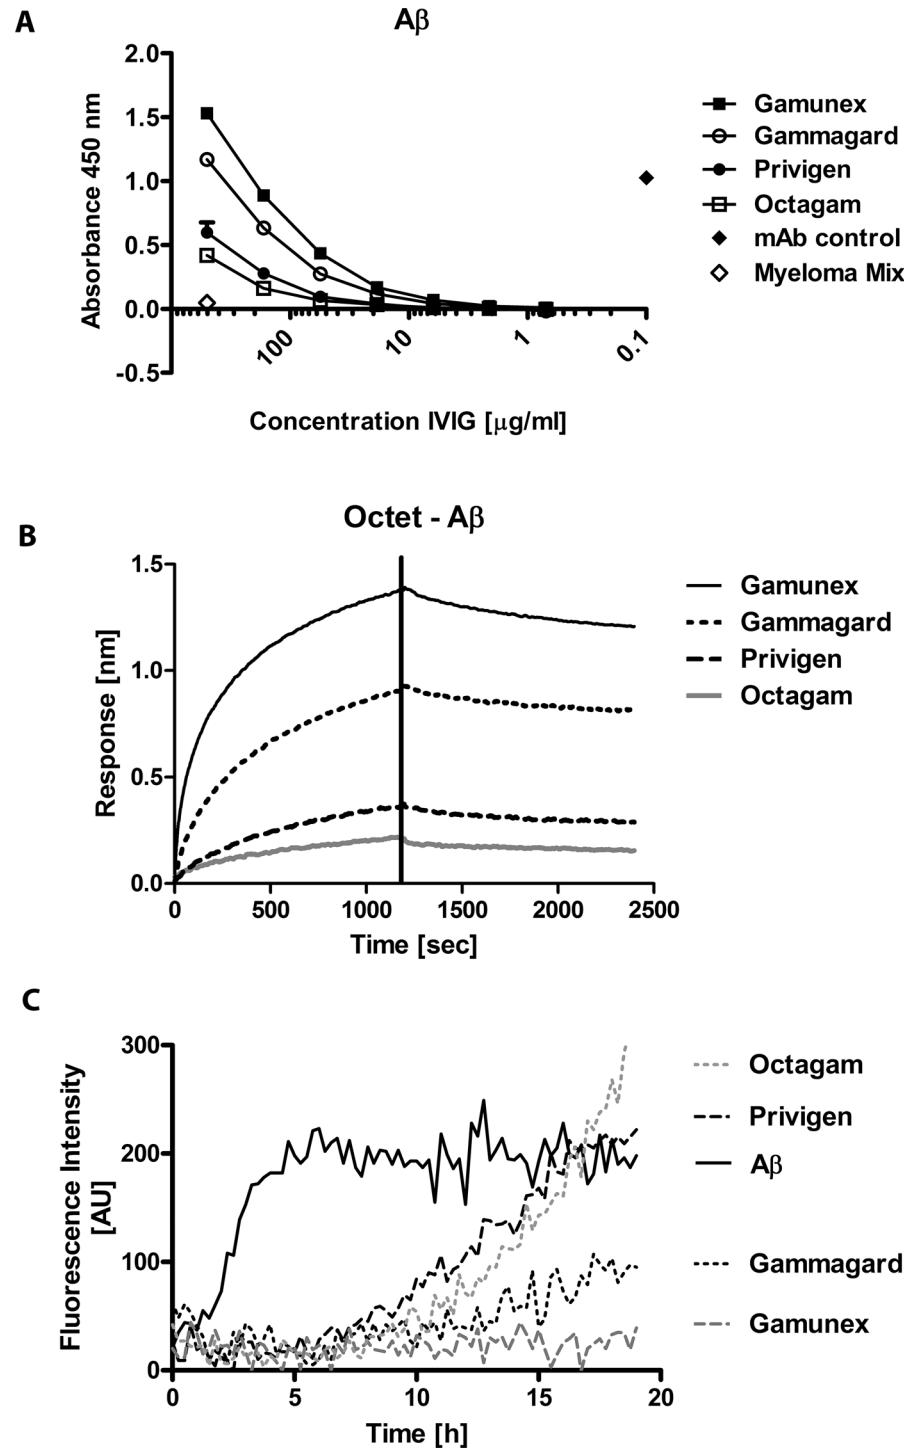 A
Aβ
2.0
1.5
1.0
0.5
0.0
-0.5
Absorbance 450 nm
100
10
1
0.1
Concentration IVIG [μg/ml]
Gamunex
Gammagard
Privigen
Octagam
mAb control
Myeloma Mix
B
Octet - Aβ
1.5
1.0
0.5
0.0
Response [nm]
0
500
1000
1500
2000
2500
Time [sec]
Gamunex
Gammagard
Privigen
Octagam
C
300
200
100
0
Fluorescence Intensity
[AU]
0
5
10
15
20
Time [h]
Octagam
Privigen
Aβ
Gammagard
Gamunex